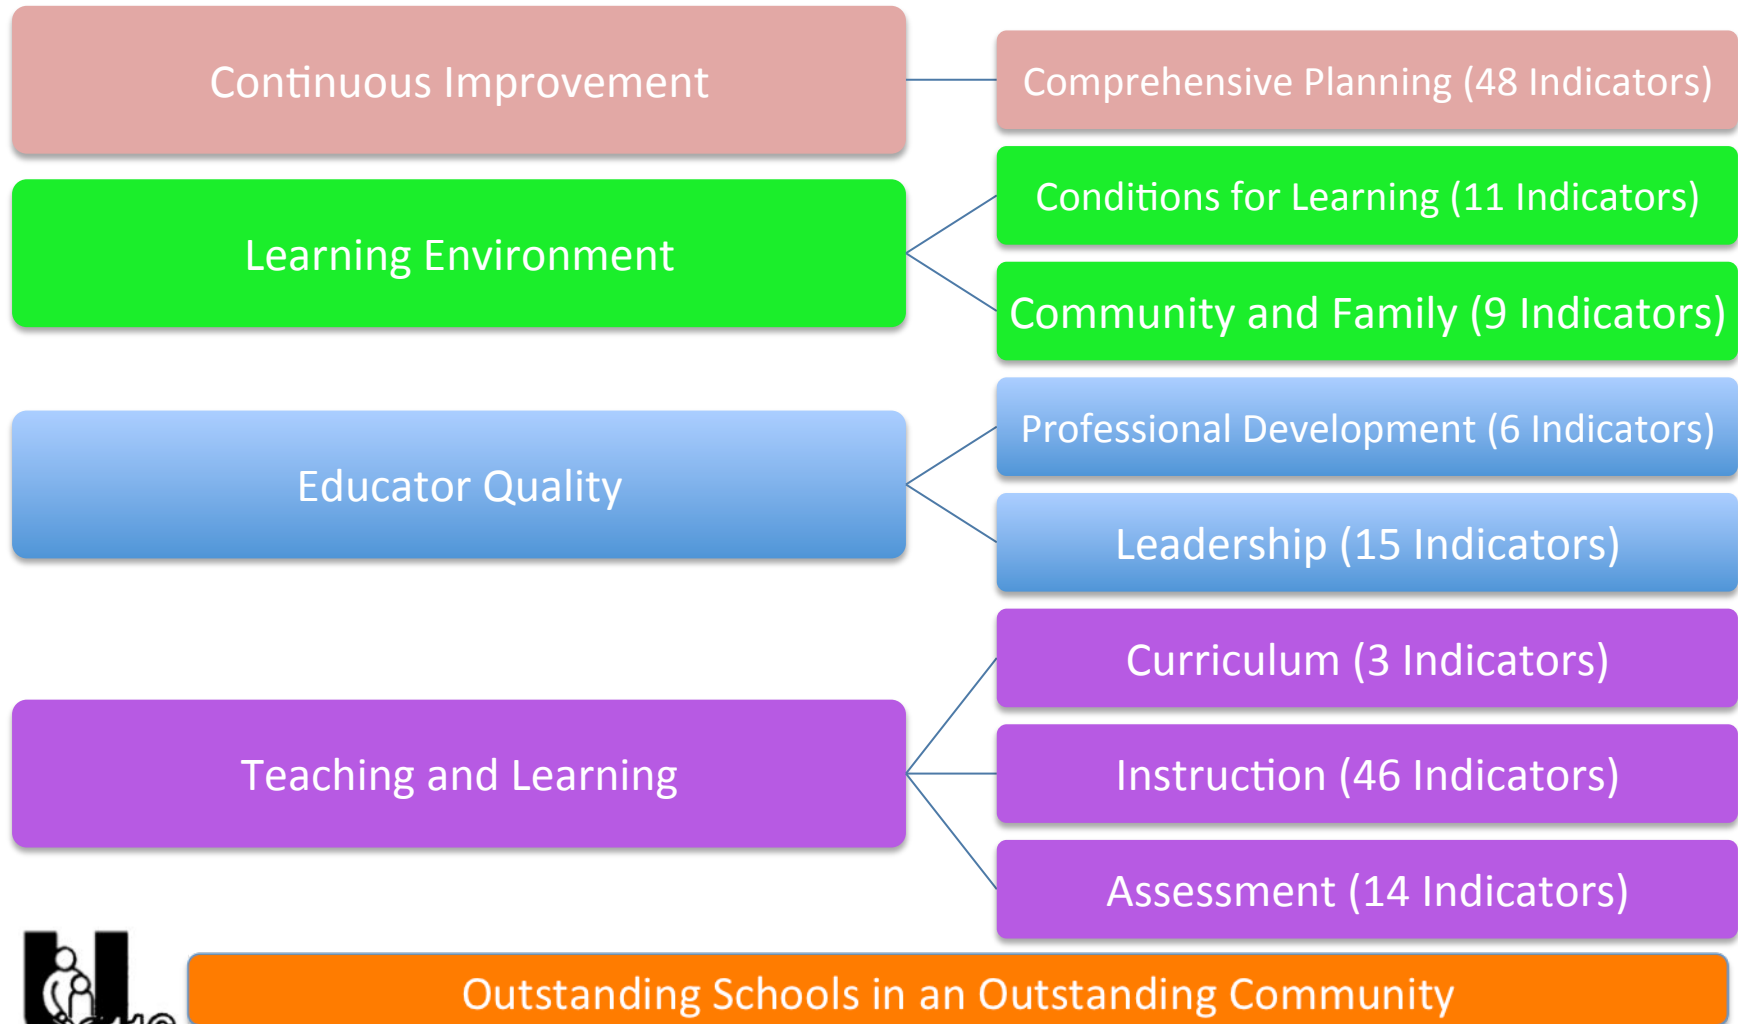 Continuous Improvement
Comprehensive Planning (48 Indicators)
Learning Environment
Conditions for Learning (11 Indicators)
Community and Family (9 Indicators)
Educator Quality
Professional Development (6 Indicators)
Leadership (15 Indicators)
Teaching and Learning
Curriculum (3 Indicators)
Instruction (46 Indicators)
Assessment (14 Indicators)
U
Outstanding Schools in an Outstanding Community